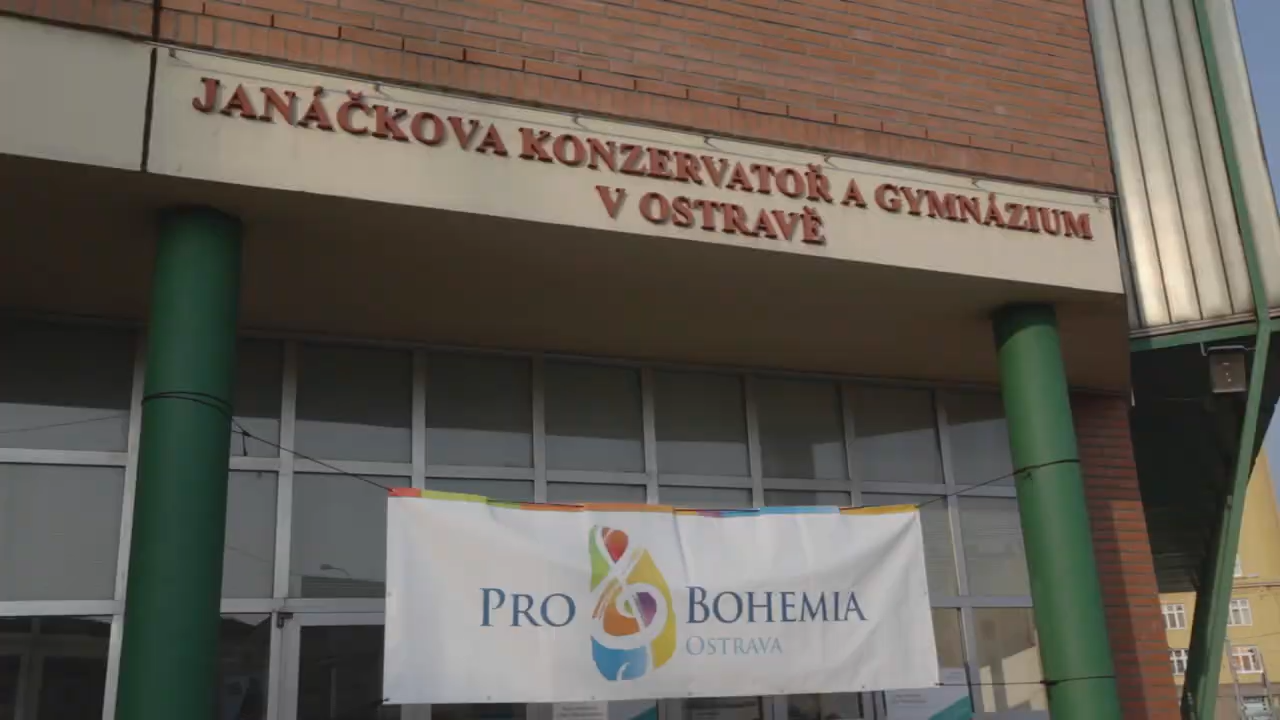 JANÁČKOVA KONZERVATOŘ A GYMNÁZIUM
V OSTRAVĚ
PRO BOHEMIA
OSTRAVA